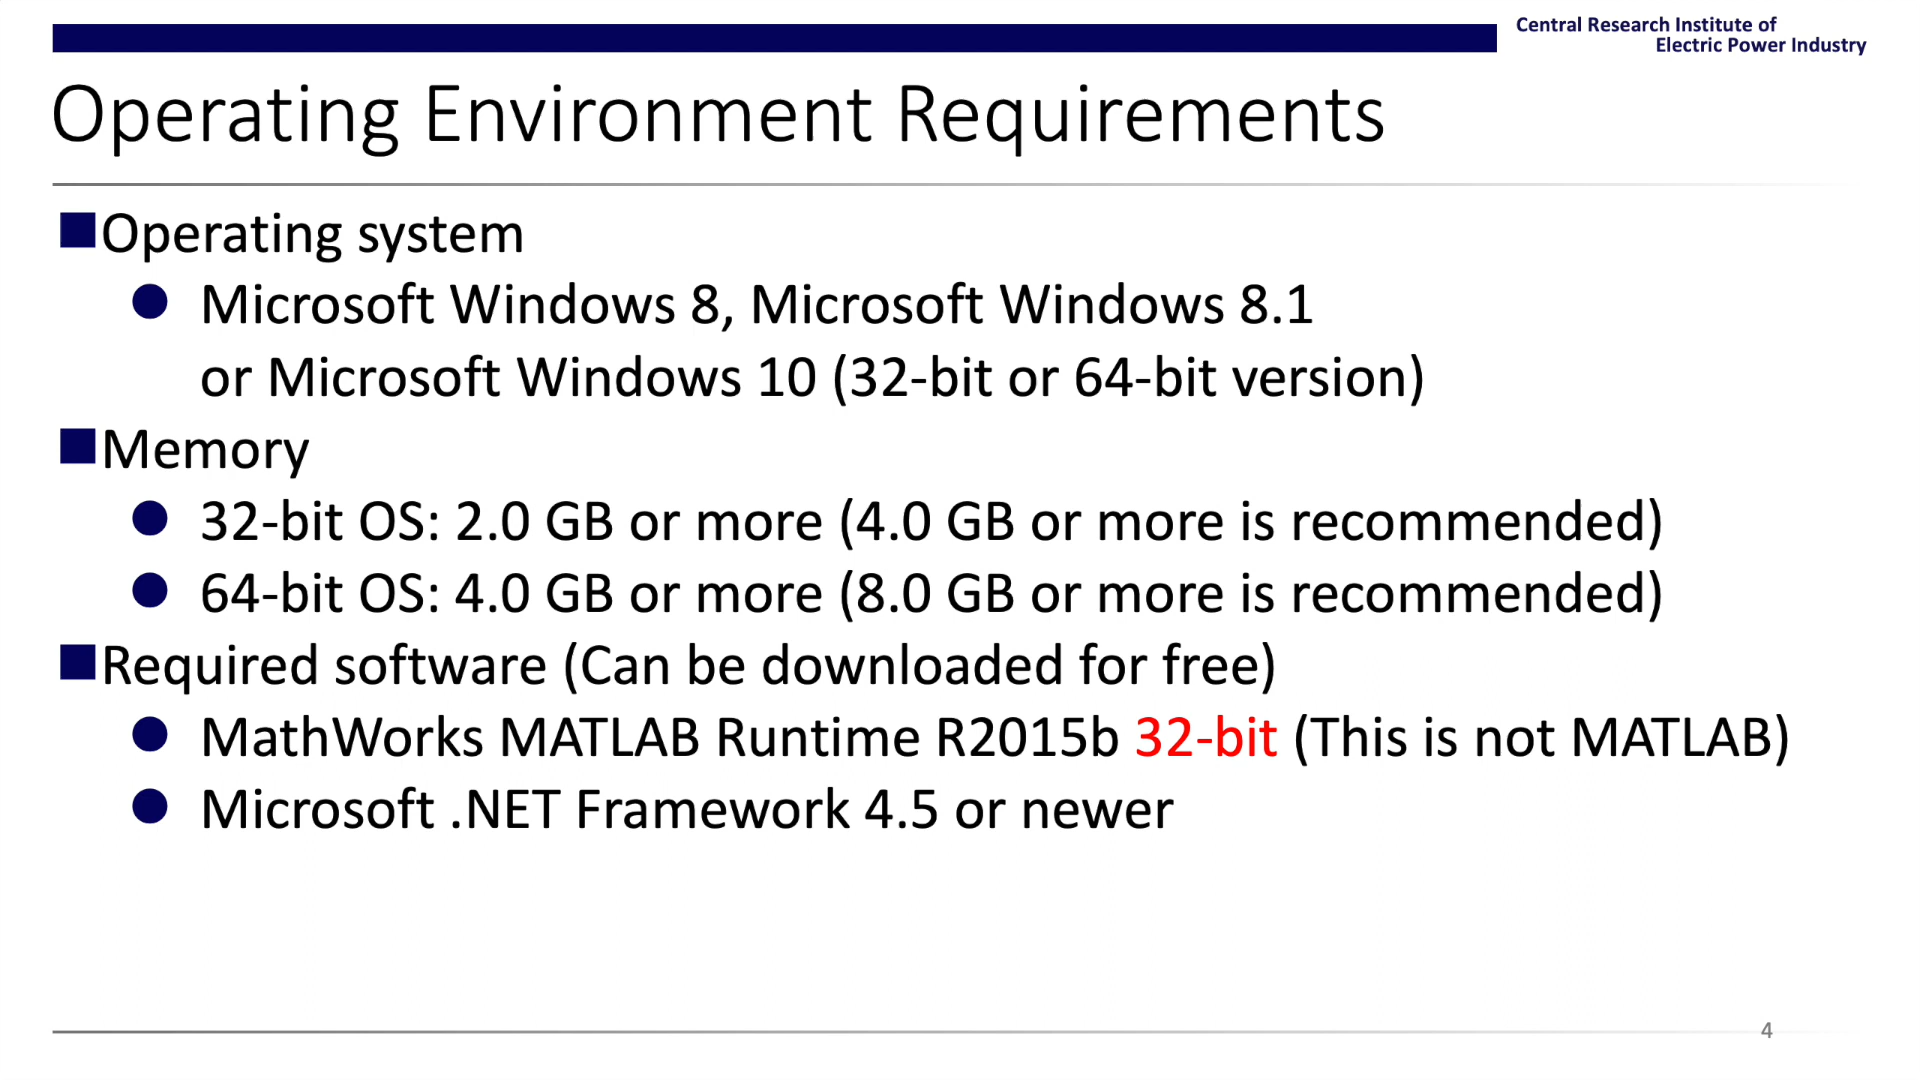 Central Research Institute of
Electric Power Industry
Operating Environment Requirements
Operating system
Microsoft Windows 8, Microsoft Windows 8.1
or Microsoft Windows 10 (32-bit or 64-bit version)
Memory
32-bit OS: 2.0 GB or more (4.0 GB or more is recommended)
64-bit OS: 4.0 GB or more (8.0 GB or more is recommended)
Required software (Can be downloaded for free)
MathWorks MATLAB Runtime R2015b 32-bit (This is not MATLAB)
Microsoft .NET Framework 4.5 or newer
4